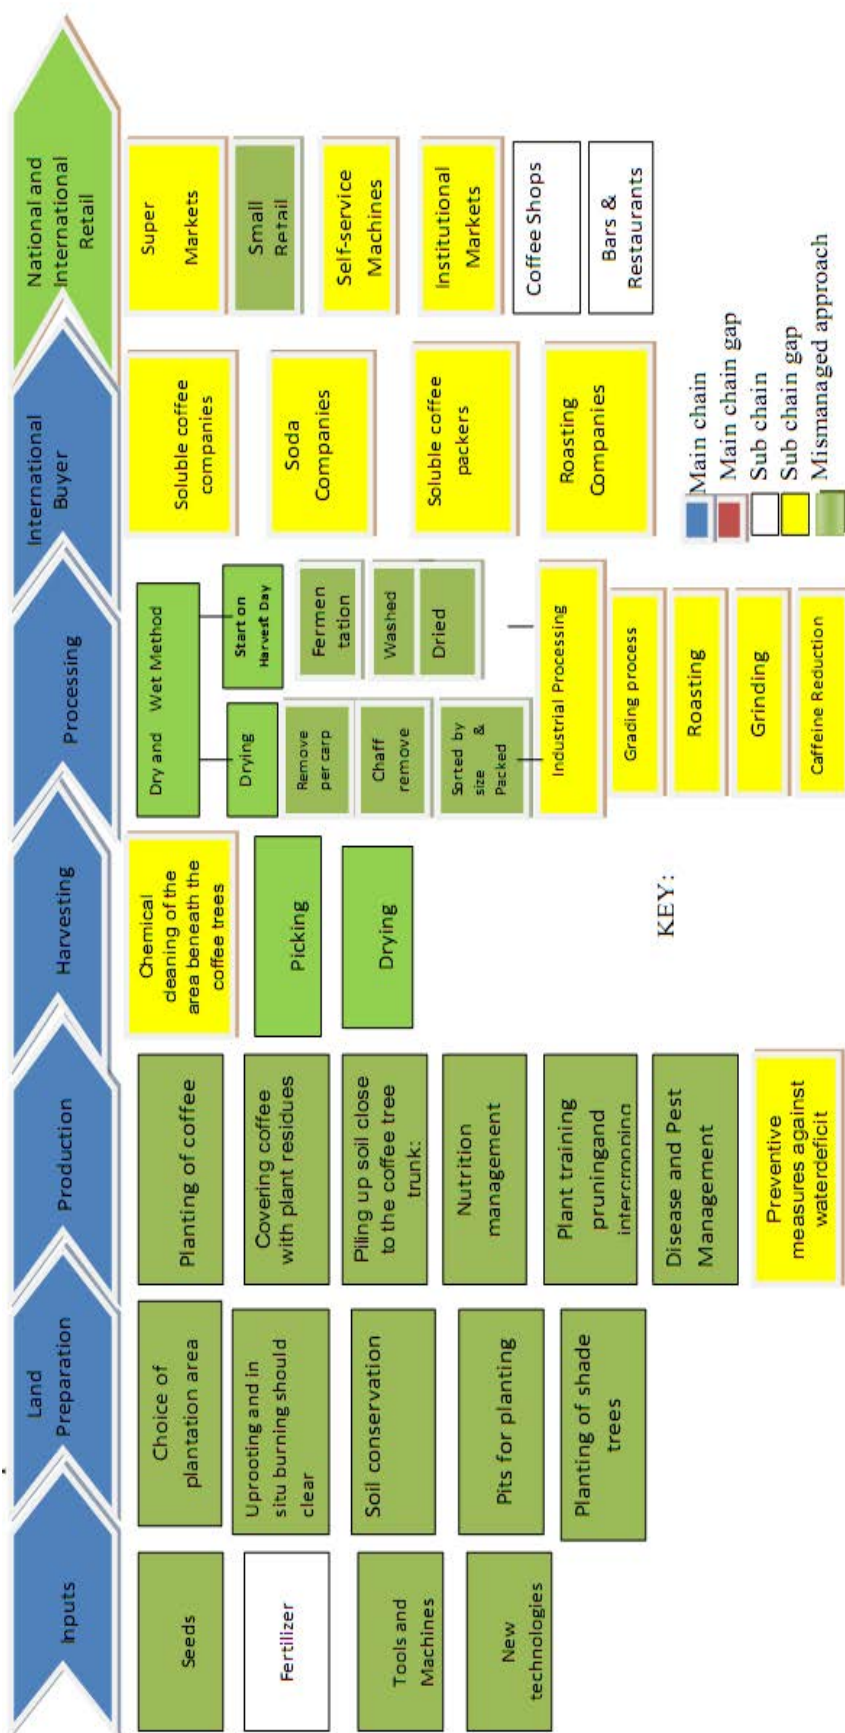 Inputs
Land
Preparation
Production
Harvesting
Processing
International
Buyer
National and
International
Retail
Seeds
Fertilizer
Tools and
Machines
New
technologies
Choice of
plantation area
Uprooting and in
situ burning should
clear
Soil conservation
Pits for planting
Planting of shade
trees
Planting of coffee
Covering coffee
with plant residues
Piling up soil close
to the coffee tree
trunk:
Nutrition
management
Plant training
pruningand
intercropping
Disease and Pest
Management
Preventive
measures against
waterdeficit
Chemical
cleaning of the
area beneath the
coffee trees
Picking
Drying
Dry and Wet Method
Drying
Start on
Harvest Day
Remove
per carp
Chaff
remove
Sorted by
size &
Packed
Fermen
tation
Washed
Dried
Industrial Processing
Grading process
Roasting
Grinding
Caffeine Reduction
Soluble coffee
companies
Soda
Companies
Soluble coffee
packers
Roasting
Companies
Super
Markets
Small
Retail
Self-service
Machines
Institutional
Markets
Coffee Shops
Bars &
Restaurants
KEY:
Main chain
Main chain gap
Sub chain
Sub chain gap
Mismanaged approach